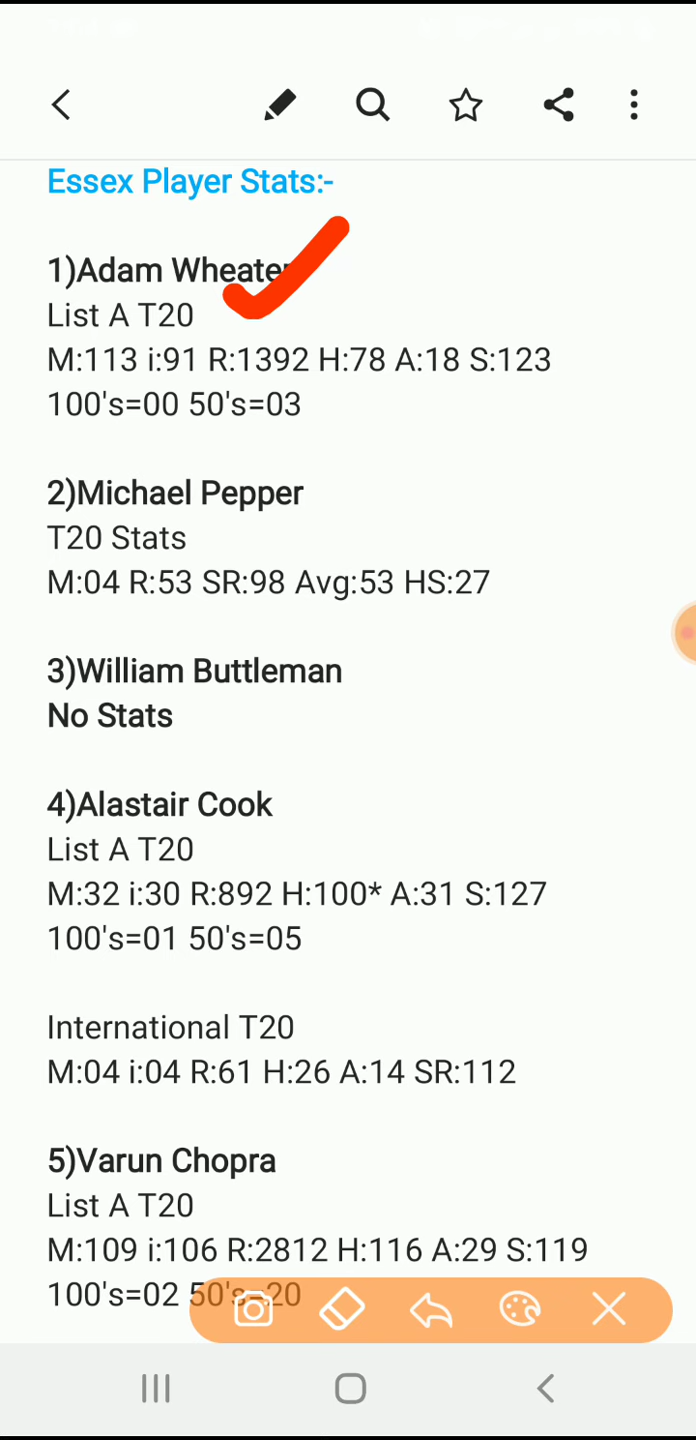 Essex Player Stats:-
1)Adam Wheater
List A T20
M:113 i:91 R:1392 H:78 A:18 S:123
100's=00 50's=03
2)Michael Pepper
T20 Stats
M:04 R:53 SR:98 Avg:53 HS:27
3)William Buttleman
No Stats
4)Alastair Cook
List A T20
M:32 i:30 R:892 H:100* A:31 S:127
100's=01 50's=05
International T20
M:04 i:04 R:61 H:26 A:14 SR:112
5)Varun Chopra
List A T20
M:109 i:106 R:2812 H:116 A:29 S:119
100's=02 50's=20